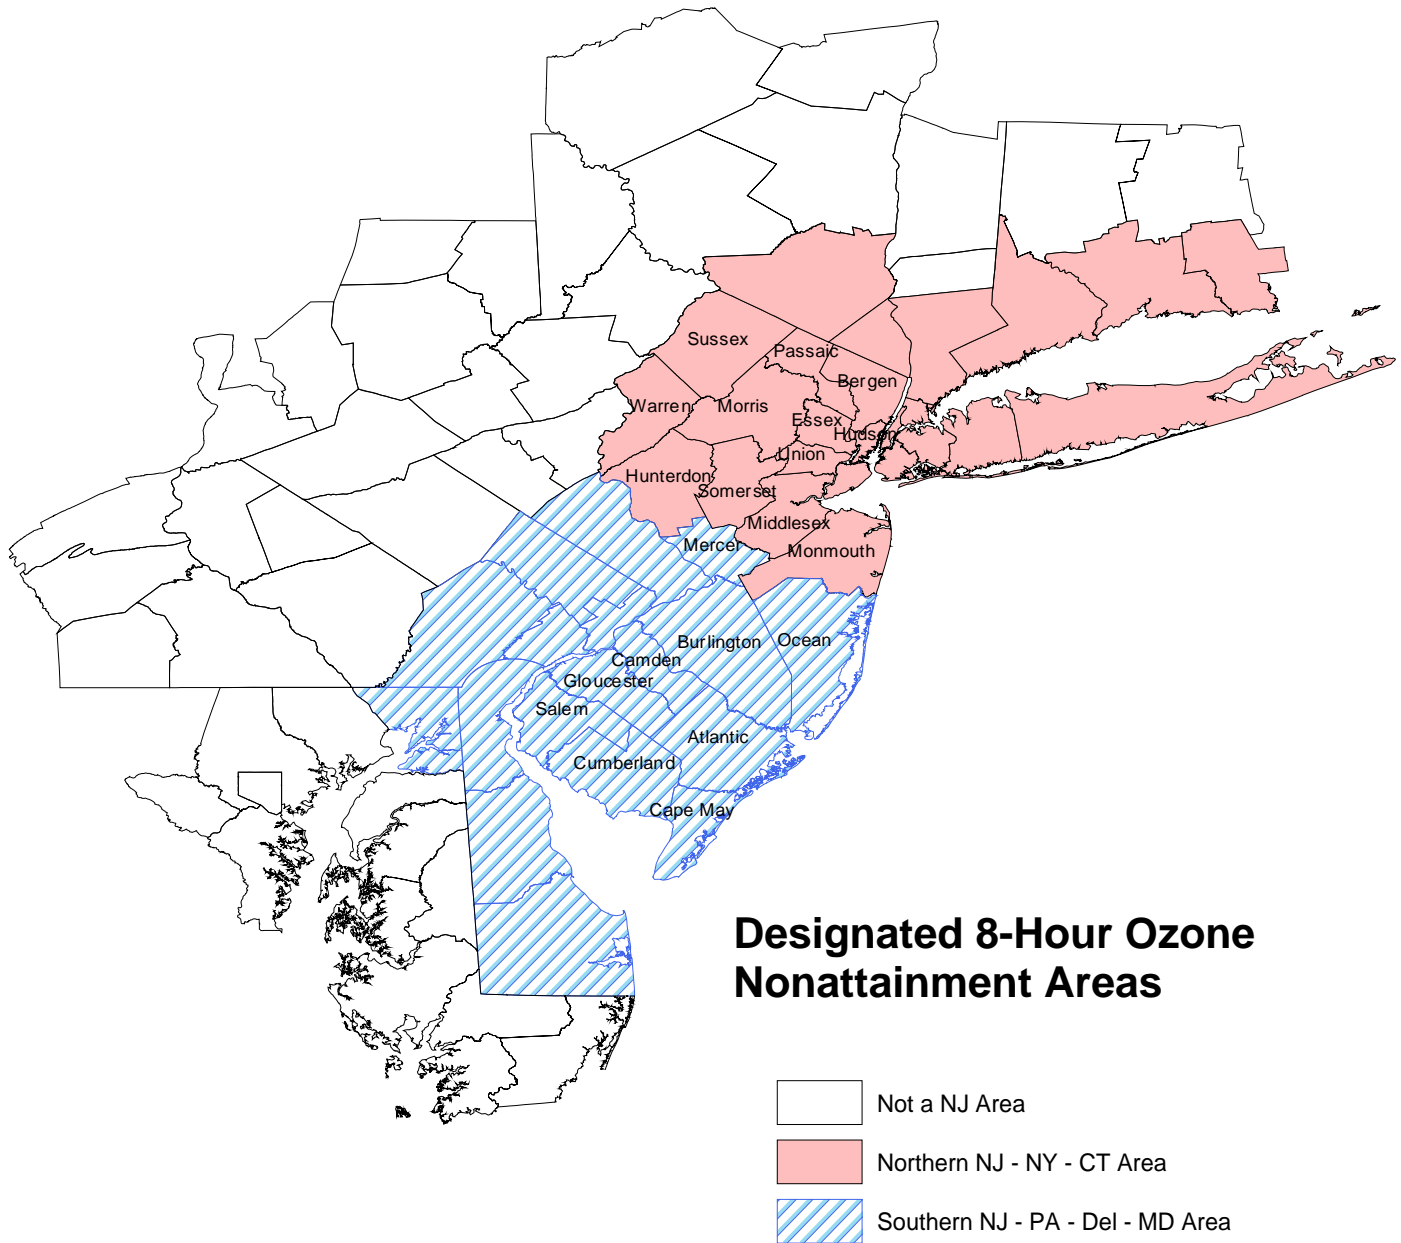 Sussex
Passaic
Bergen
Warren
Morris
Essex
Hudson
Union
Hunterdon
Somerset
Middlesex
Mercer
Monmouth
Burlington
Ocean
Camden
Gloucester
Salem
Atlantic
Cumberland
Cape May
Designated 8-Hour Ozone
Nonattainment Areas
Not a NJ Area
Northern NJ - NY - CT Area
Southern NJ - PA - Del - MD Area